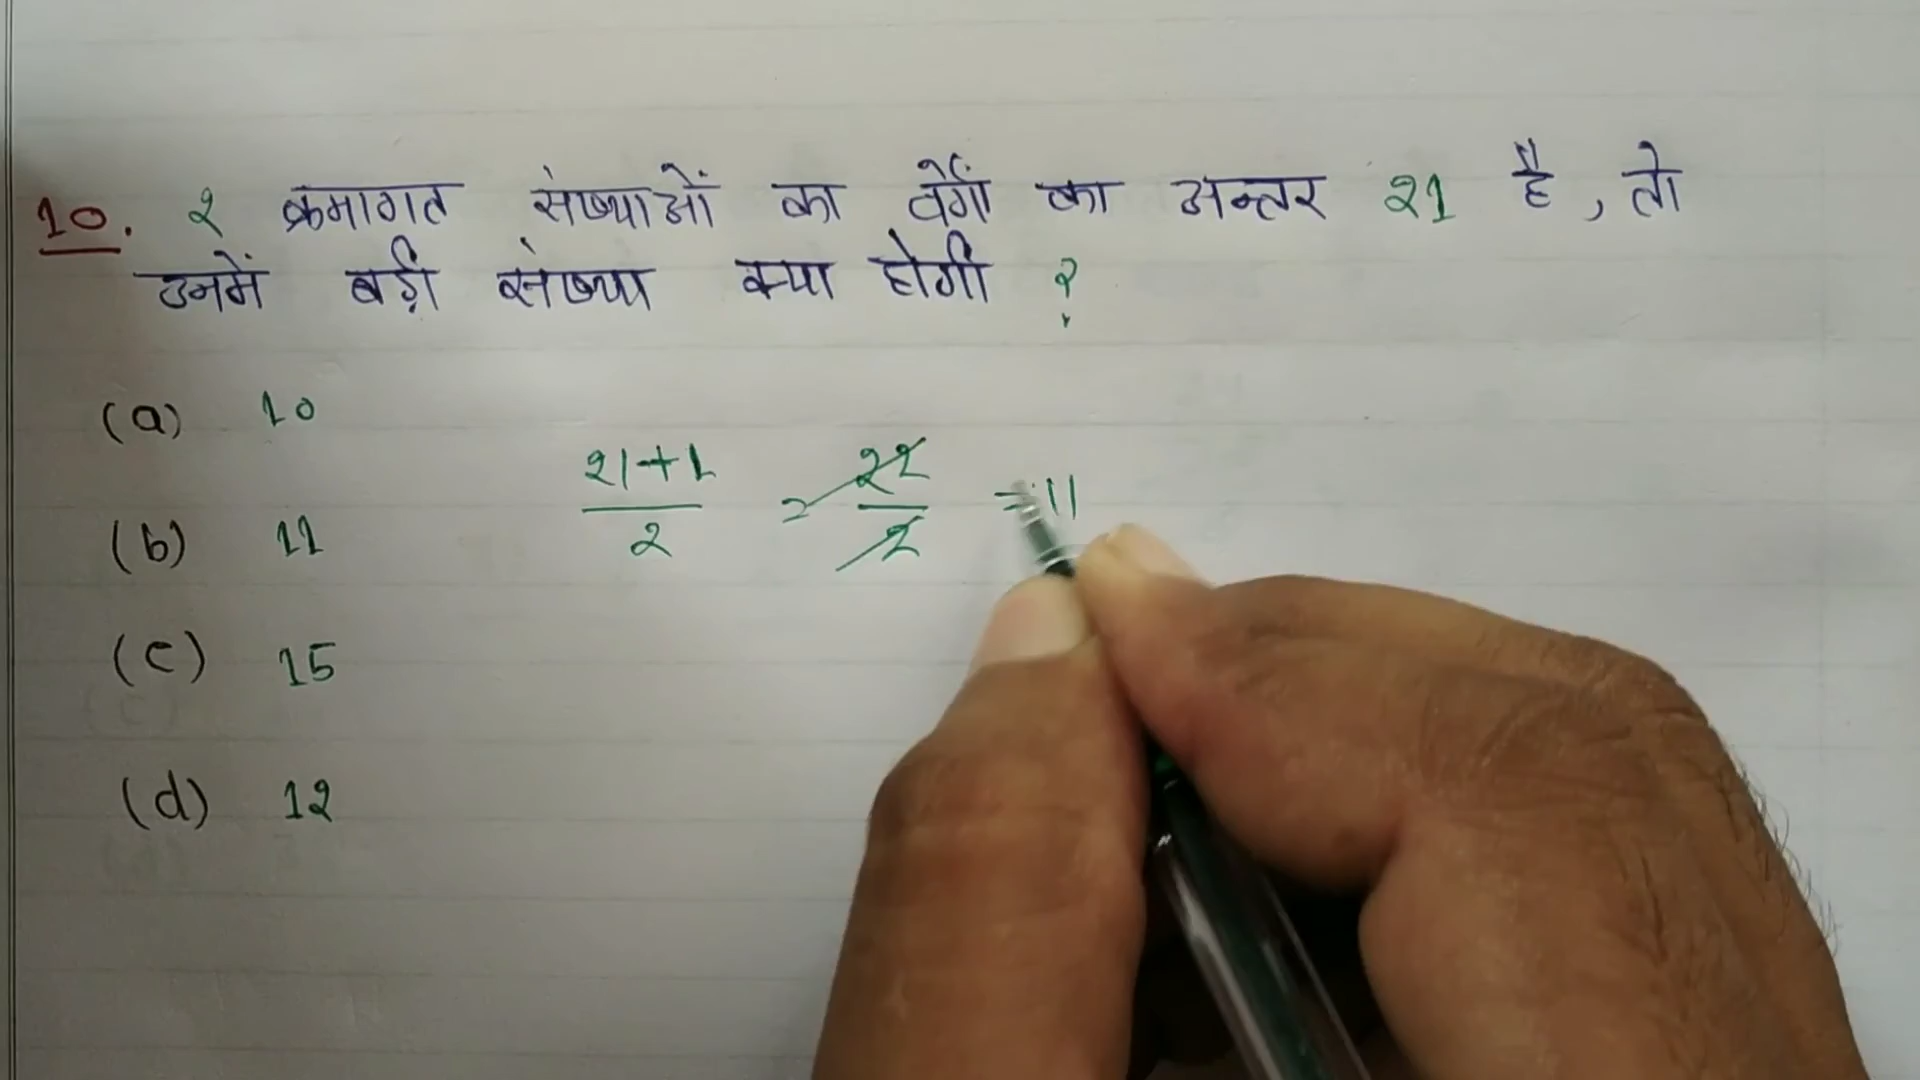 10. 2 क्रमागत संख्याओं का वर्गों का अन्तर 21 है, तो
उनमें बड़ी संख्या क्या होगी ?
(a) 10
(b) 11
(c) 15
(d) 12
21+1/2 = 22/2 = 11